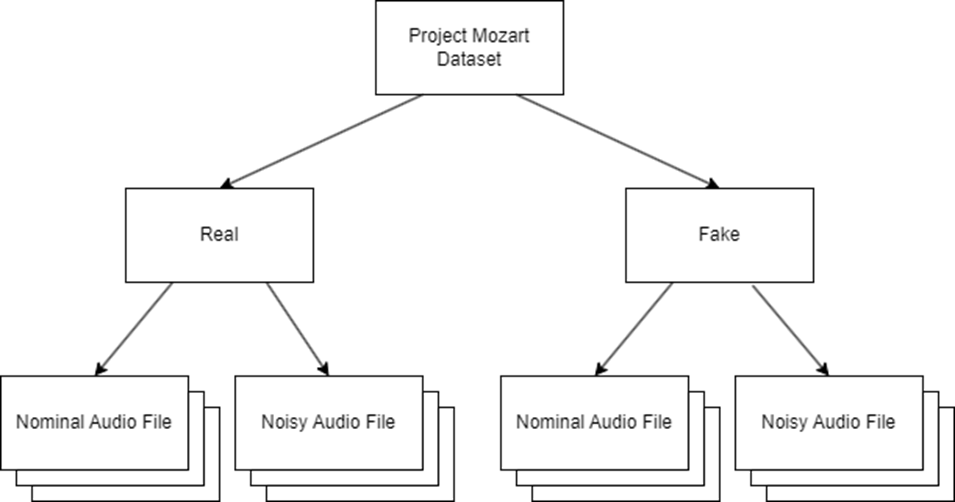 Project Mozart
Dataset
Real
Fake
Nominal Audio File
Noisy Audio File
Nominal Audio File
Noisy Audio File